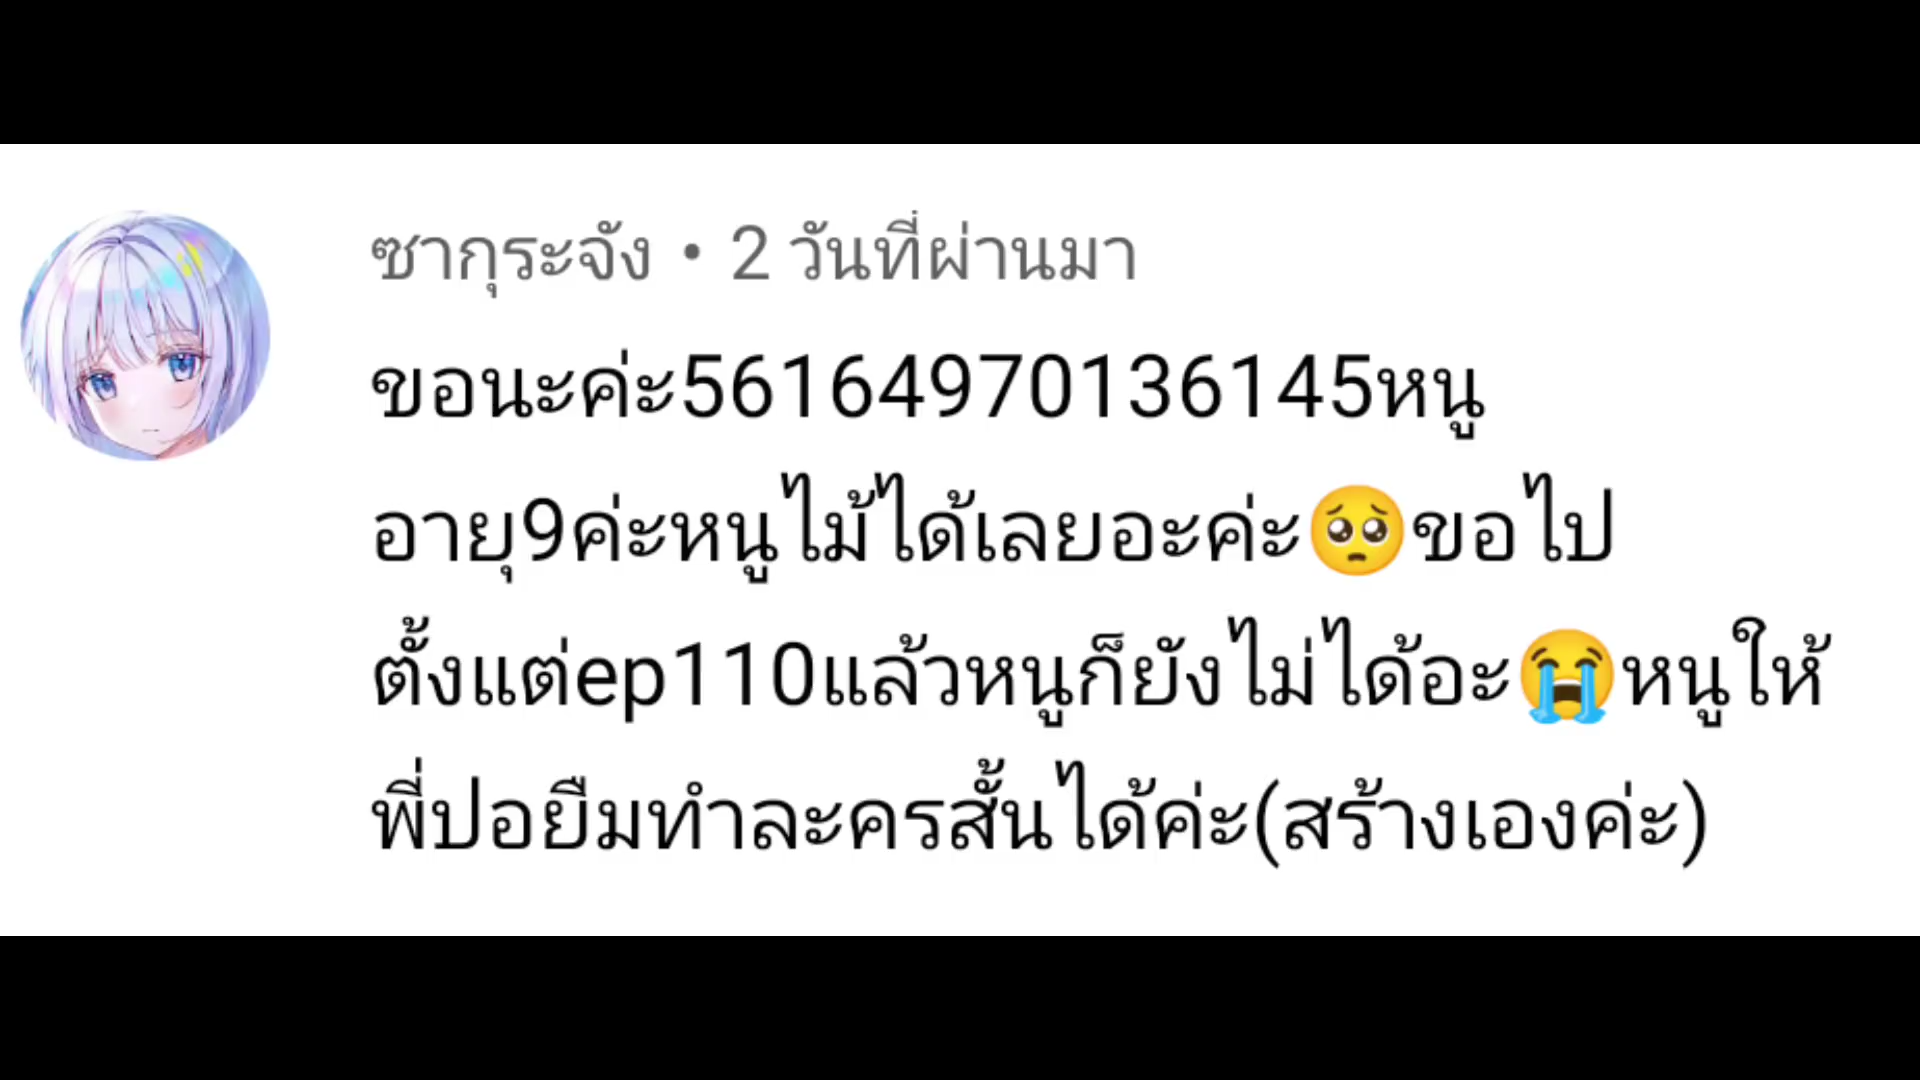 ซากุระจัง • 2 วันที่ผ่านมา
ขอนะค่ะ56164970136145หนู
อายุ9ค่ะหนูไม้ได้เลยอะค่ะ🥺ขอไป
ตั้งแต่ep110แล้วหนูก็ยังไม่ได้อะ😭หนูให้
พี่ปอยืมทำละครสั้นได้ค่ะ(สร้างเองค่ะ)